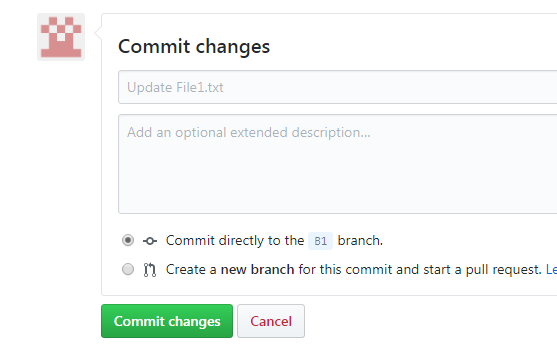 Commit changes
Update File1.txt
Add an optional extended description...
Commit directly to the B1 branch.
Create a new branch for this commit and start a pull request. Le
Commit changes Cancel